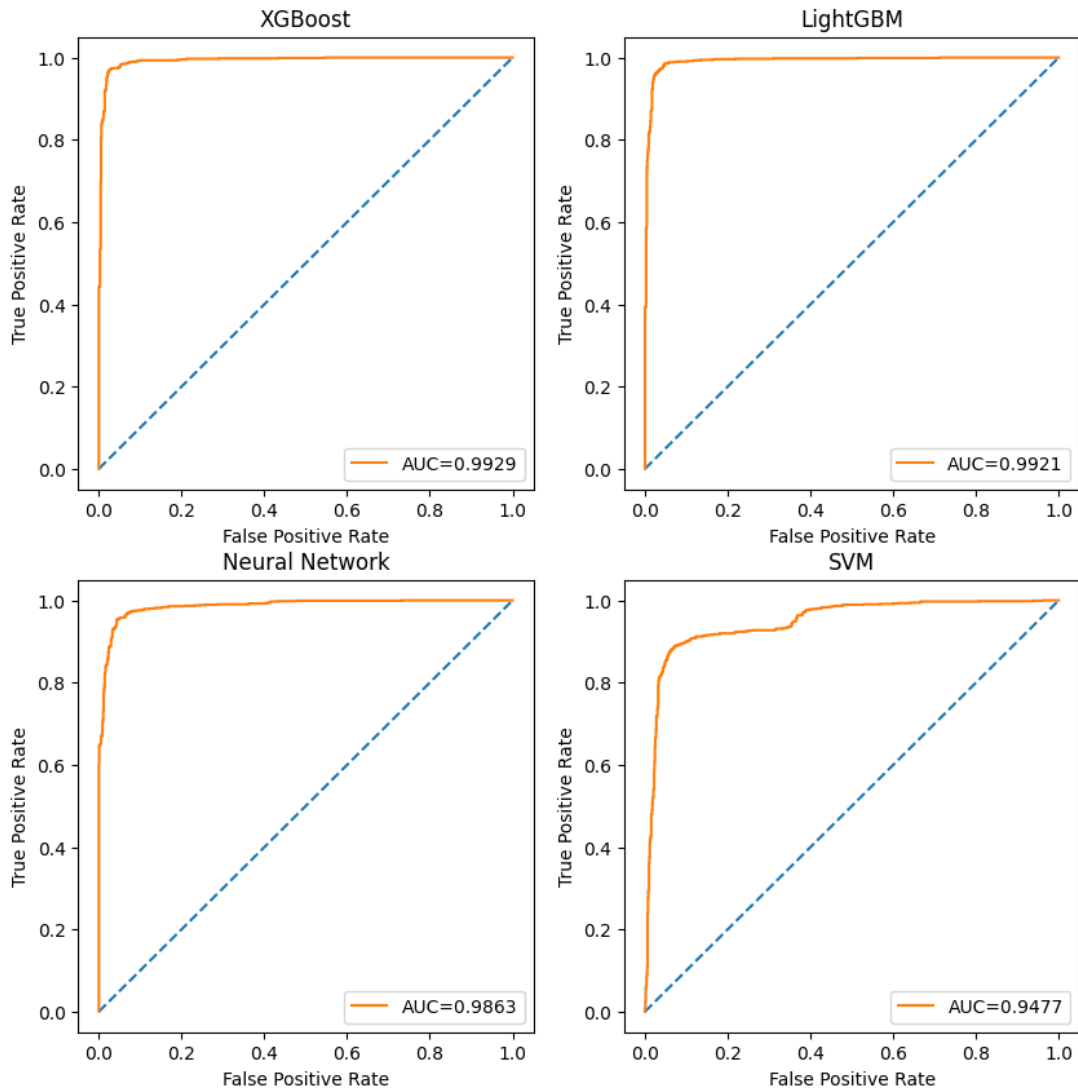 XGBoost
1.0
0.8
0.6
0.4
0.2
0.0
True Positive Rate
AUC=0.9929
0.0 0.2 0.4 0.6 0.8 1.0
False Positive Rate
LightGBM
1.0
0.8
0.6
0.4
0.2
0.0
True Positive Rate
AUC=0.9921
0.0 0.2 0.4 0.6 0.8 1.0
False Positive Rate
Neural Network
1.0
0.8
0.6
0.4
0.2
0.0
True Positive Rate
AUC=0.9863
0.0 0.2 0.4 0.6 0.8 1.0
False Positive Rate
SVM
1.0
0.8
0.6
0.4
0.2
0.0
True Positive Rate
AUC=0.9477
0.0 0.2 0.4 0.6 0.8 1.0
False Positive Rate